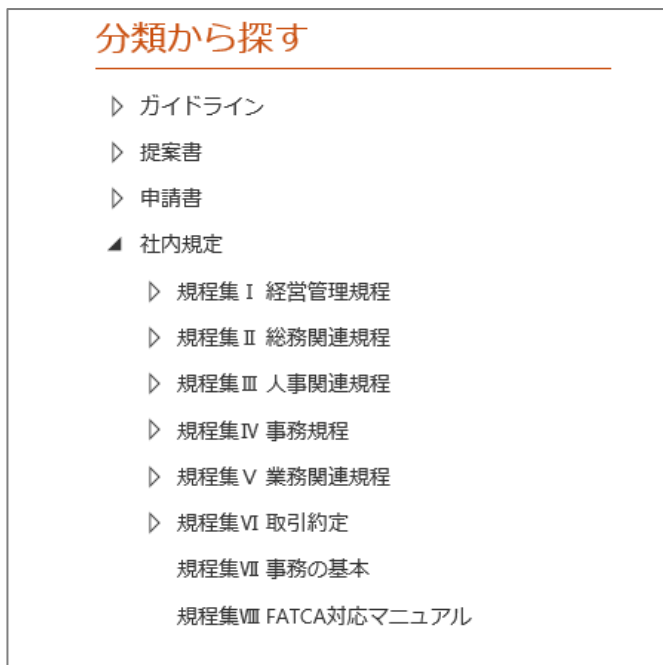 分類から探す
ガイドライン
提案書
申請書
社内規定
規程集Ⅰ 経営管理規程
規程集Ⅱ 総務関連規程
規程集Ⅲ 人事関連規程
規程集Ⅳ 事務規程
規程集Ⅴ 業務関連規程
規程集Ⅵ 取引約定
規程集Ⅶ 事務の基本
規程集Ⅷ FATCA対応マニュアル